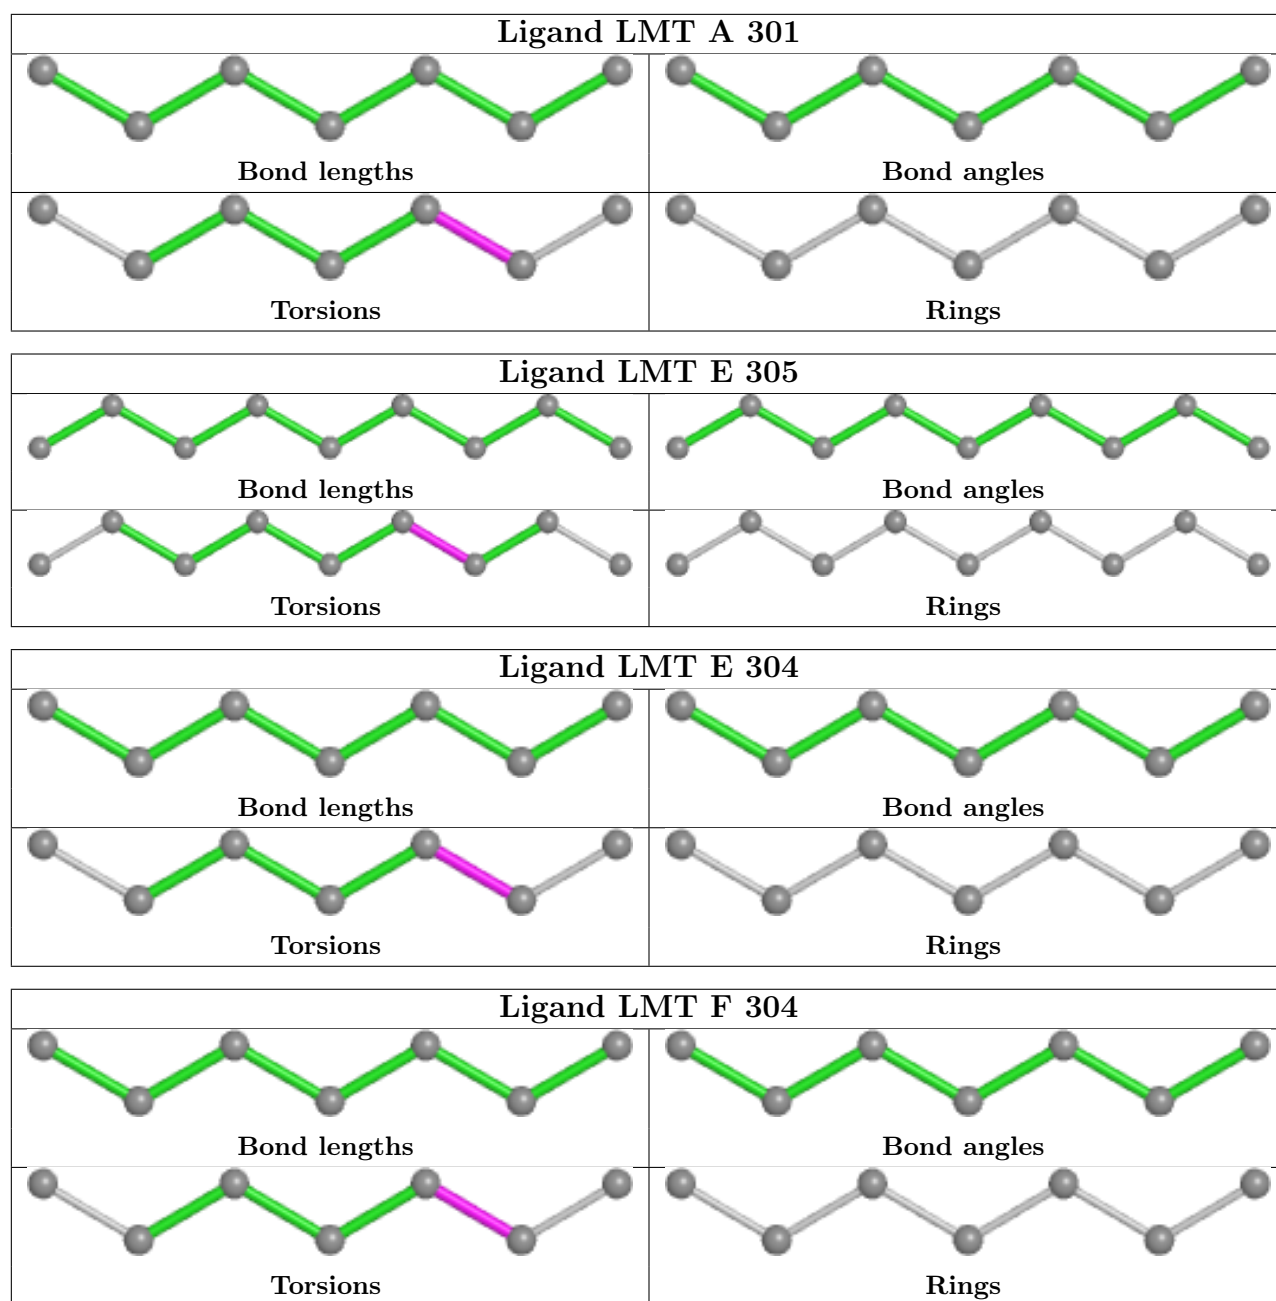 Ligand LMT A 301
Bond lengths Bond angles
Torsions Rings
Ligand LMT E 305
Bond lengths Bond angles
Torsions Rings
Ligand LMT E 304
Bond lengths Bond angles
Torsions Rings
Ligand LMT F 304
Bond lengths Bond angles
Torsions Rings